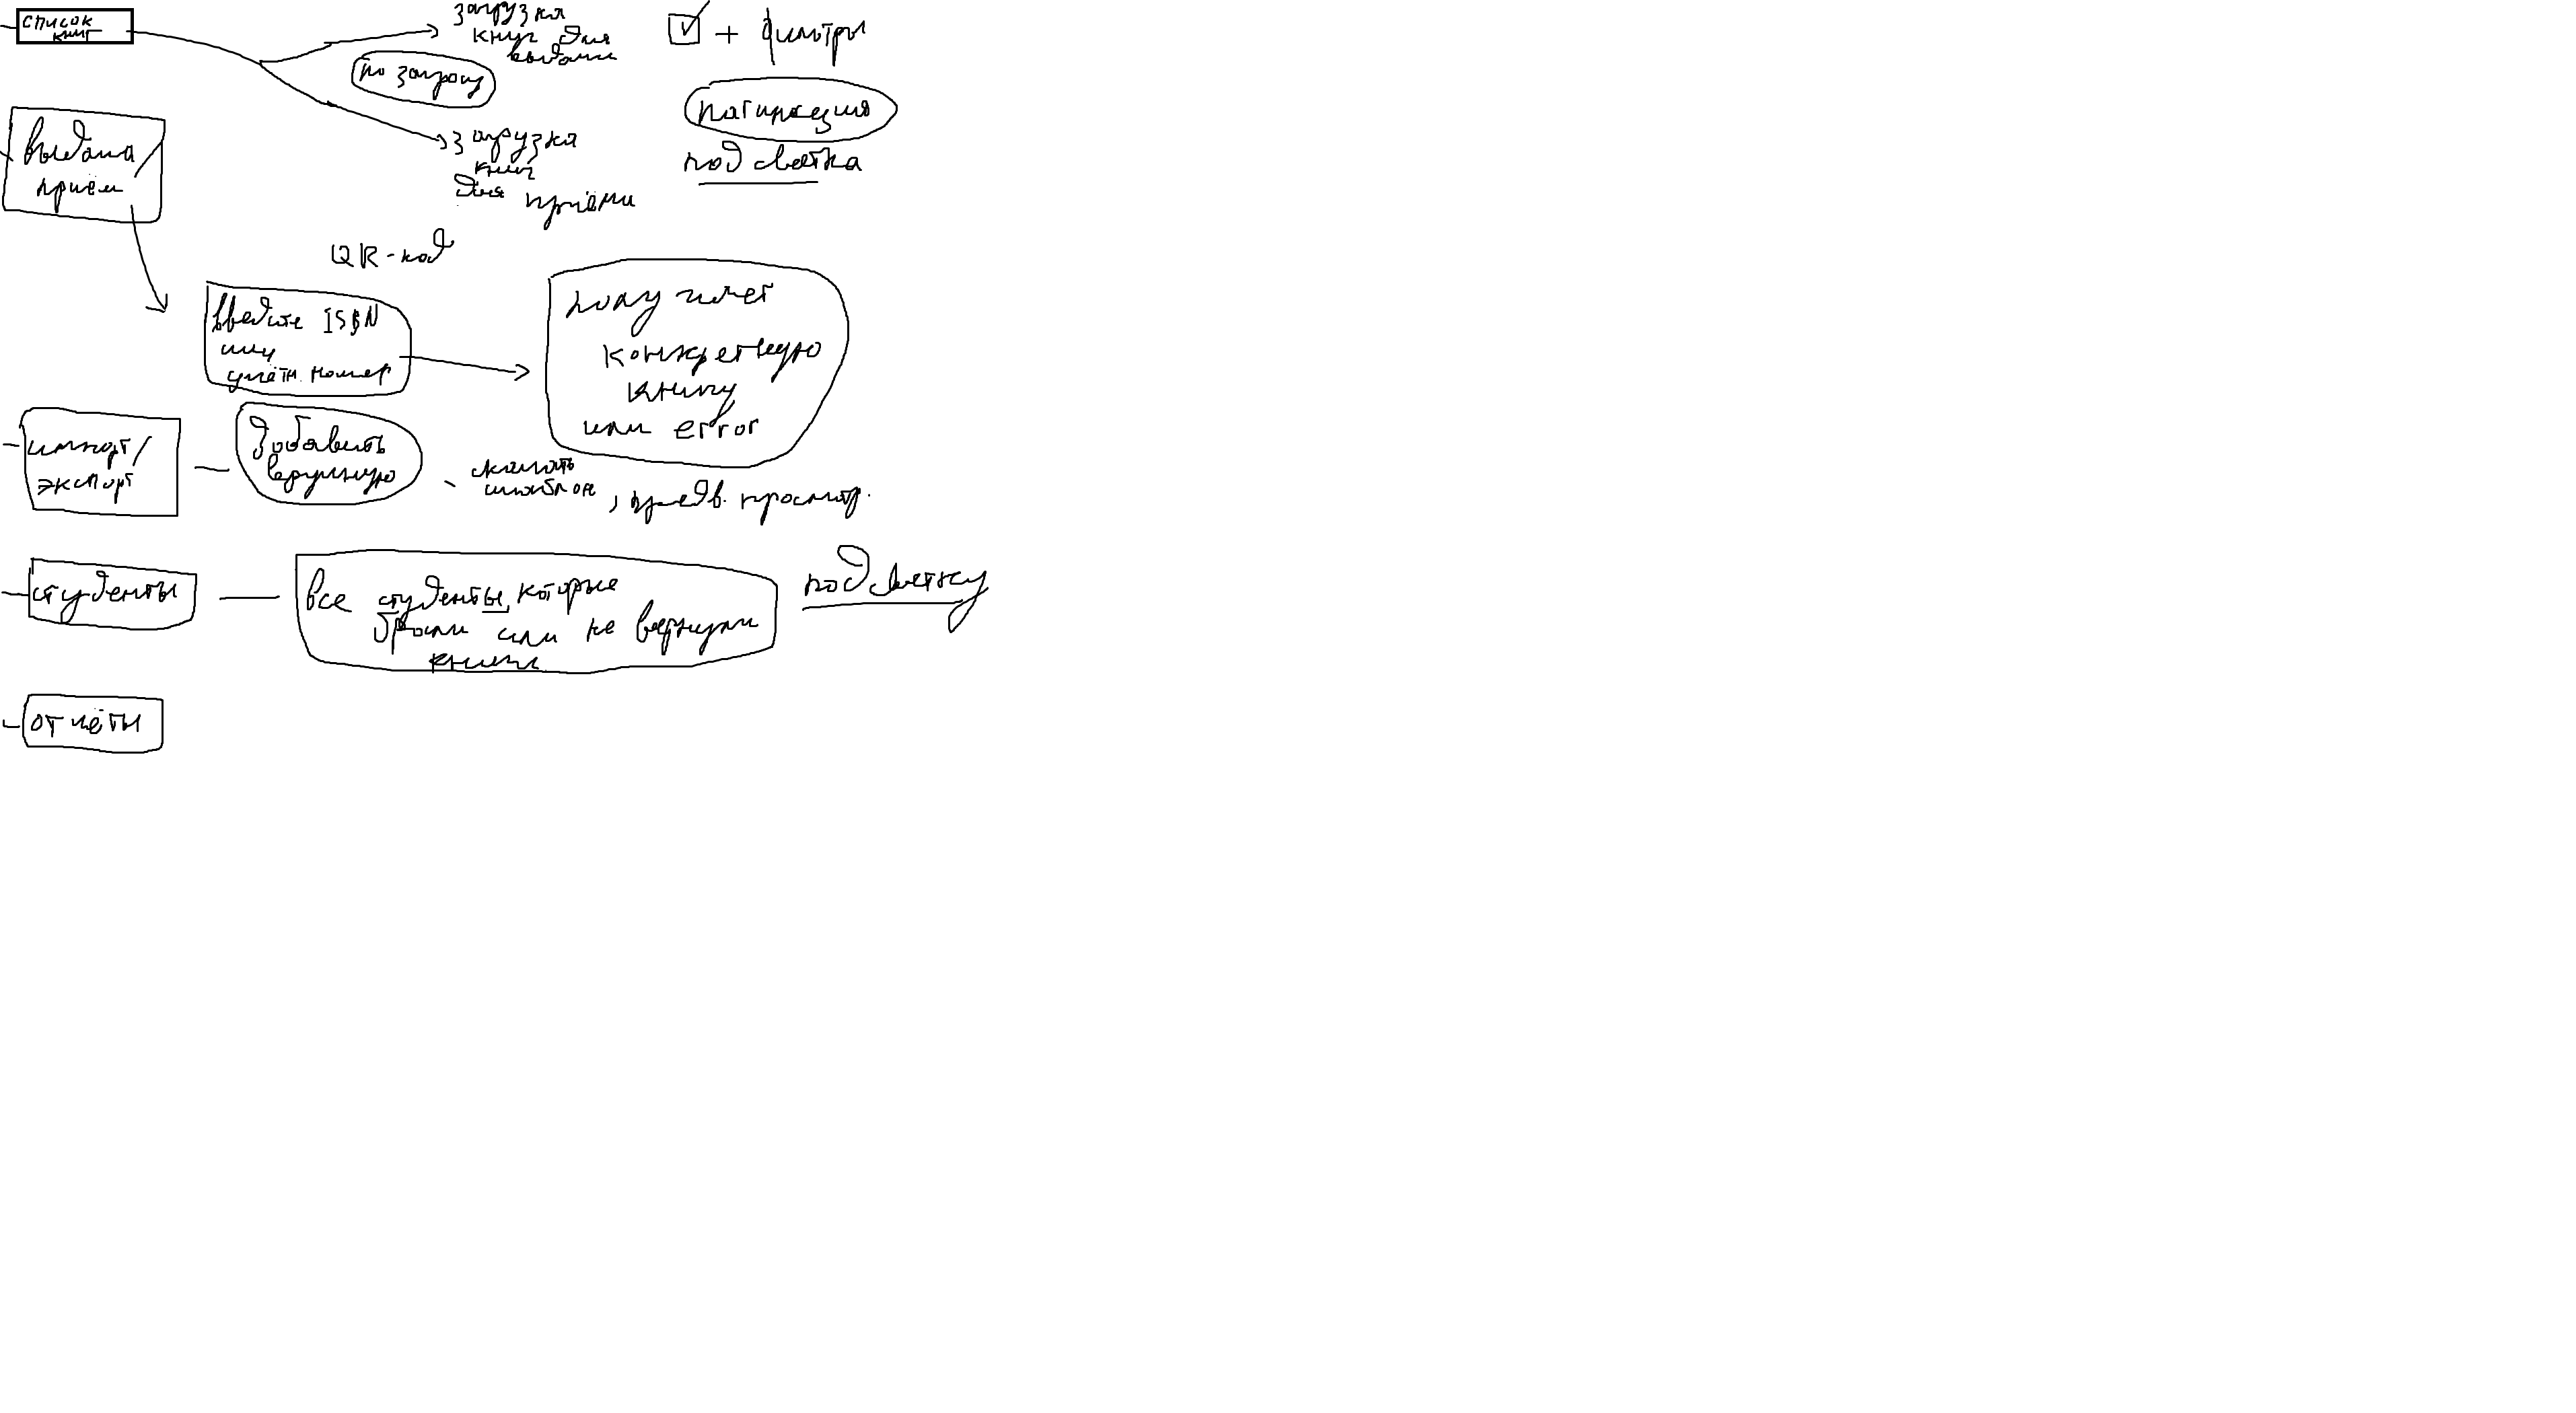 список
книг
загрузка
книг для
выдачи
по запросу
загрузка
книг
для приёма
+ фильтры
пагинация
подсветка
выдача/
приём
QR-код
введите ISBN
или
учётн. номер
получает
конкретную
книгу
или error
импорт/
экспорт
добавить
вручную
скачать
шаблон, предв. просмотр.
студенты
все студенты, которые
брали или не вернули
книги
подсветку
отчёты